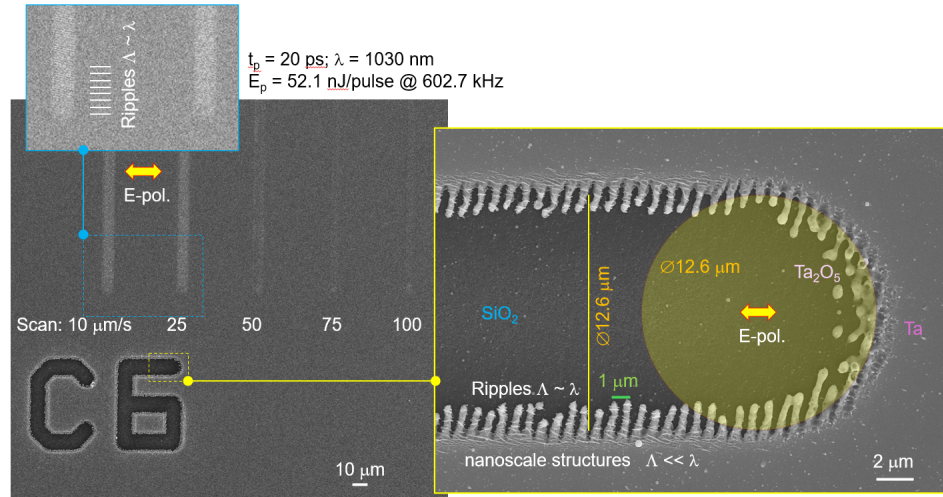 Ripples Λ ~ λ
tp = 20 ps; λ = 1030 nm
Ep = 52.1 nJ/pulse @ 602.7 kHz
E-pol.
Scan: 10 μm/s 25 50 75 100
C6
10 μm
∅12.6 μm
∅12.6 μm
Ta2O5
SiO2
E-pol.
Ta
1 μm
Ripples Λ ~ λ
nanoscale structures Λ << λ
2 μm